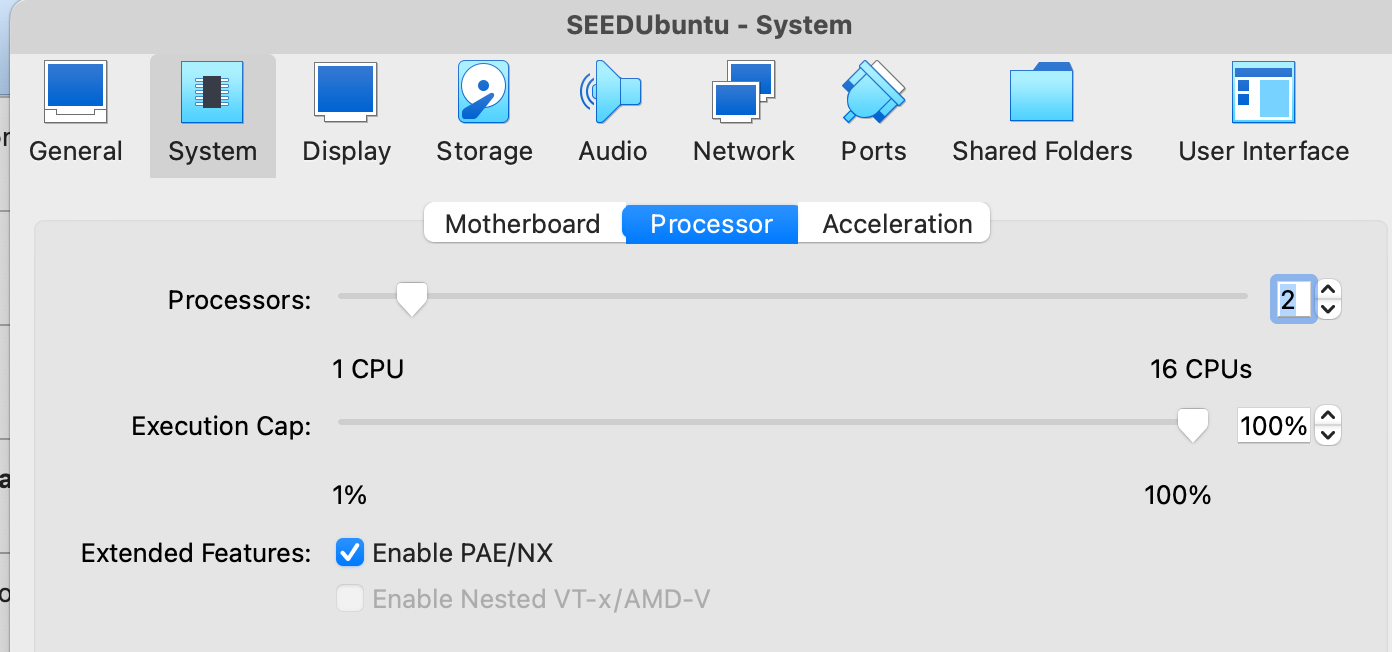 SEEDUbuntu - System
General System Display Storage Audio Network Ports Shared Folders User Interface
Motherboard Processor Acceleration
Processors: 2
1 CPU 16 CPUs
Execution Cap: 100%
1% 100%
Extended Features: Enable PAE/NX
Enable Nested VT-x/AMD-V